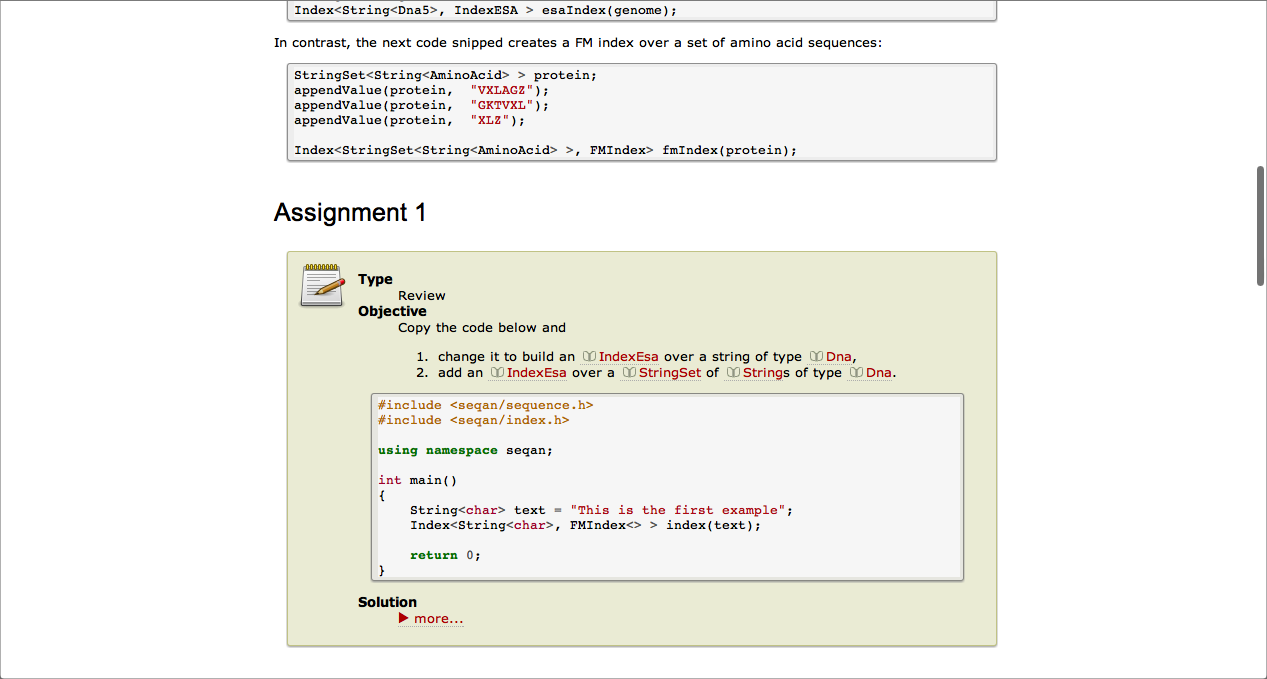 Index<String<Dna5>, IndexESA > esaIndex(genome);
In contrast, the next code snipped creates a FM index over a set of amino acid sequences:
StringSet<String<AminoAcid> > protein;
appendValue(protein,  "VXLAGZ");
appendValue(protein,  "GKTVXL");
appendValue(protein,  "XLZ");
Index<StringSet<String<AminoAcid> >, FMIndex> fmIndex(protein);
Assignment 1
Type
Review
Objective
Copy the code below and
1. change it to build an IndexEsa over a string of type Dna,
2. add an IndexEsa over a StringSet of Strings of type Dna.
#include <seqan/sequence.h>
#include <seqan/index.h>
using namespace seqan;
int main()
{
    String<char> text = "This is the first example";
    Index<String<char>, FMIndex<> > index(text);
    return 0;
}
Solution
more...